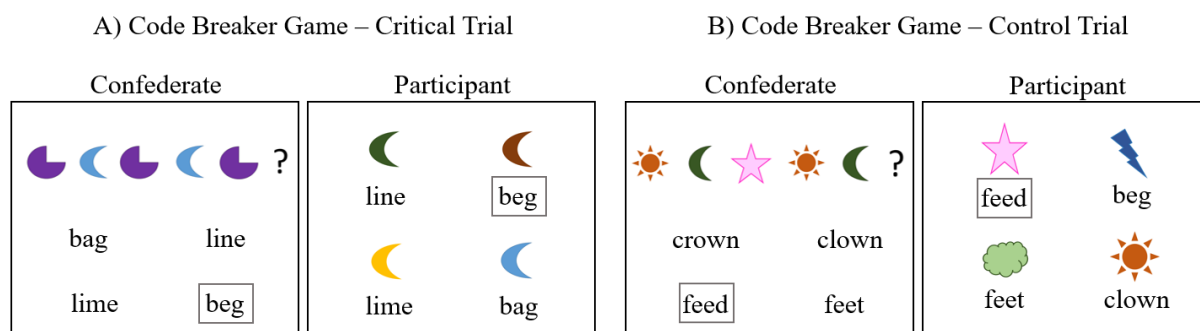 A) Code Breaker Game – Critical Trial
Confederate
Participant
?
bag
line
lime
beg
line
beg
lime
bag
B) Code Breaker Game – Control Trial
Confederate
Participant
?
crown
clown
feed
feet
feed
beg
feet
clown